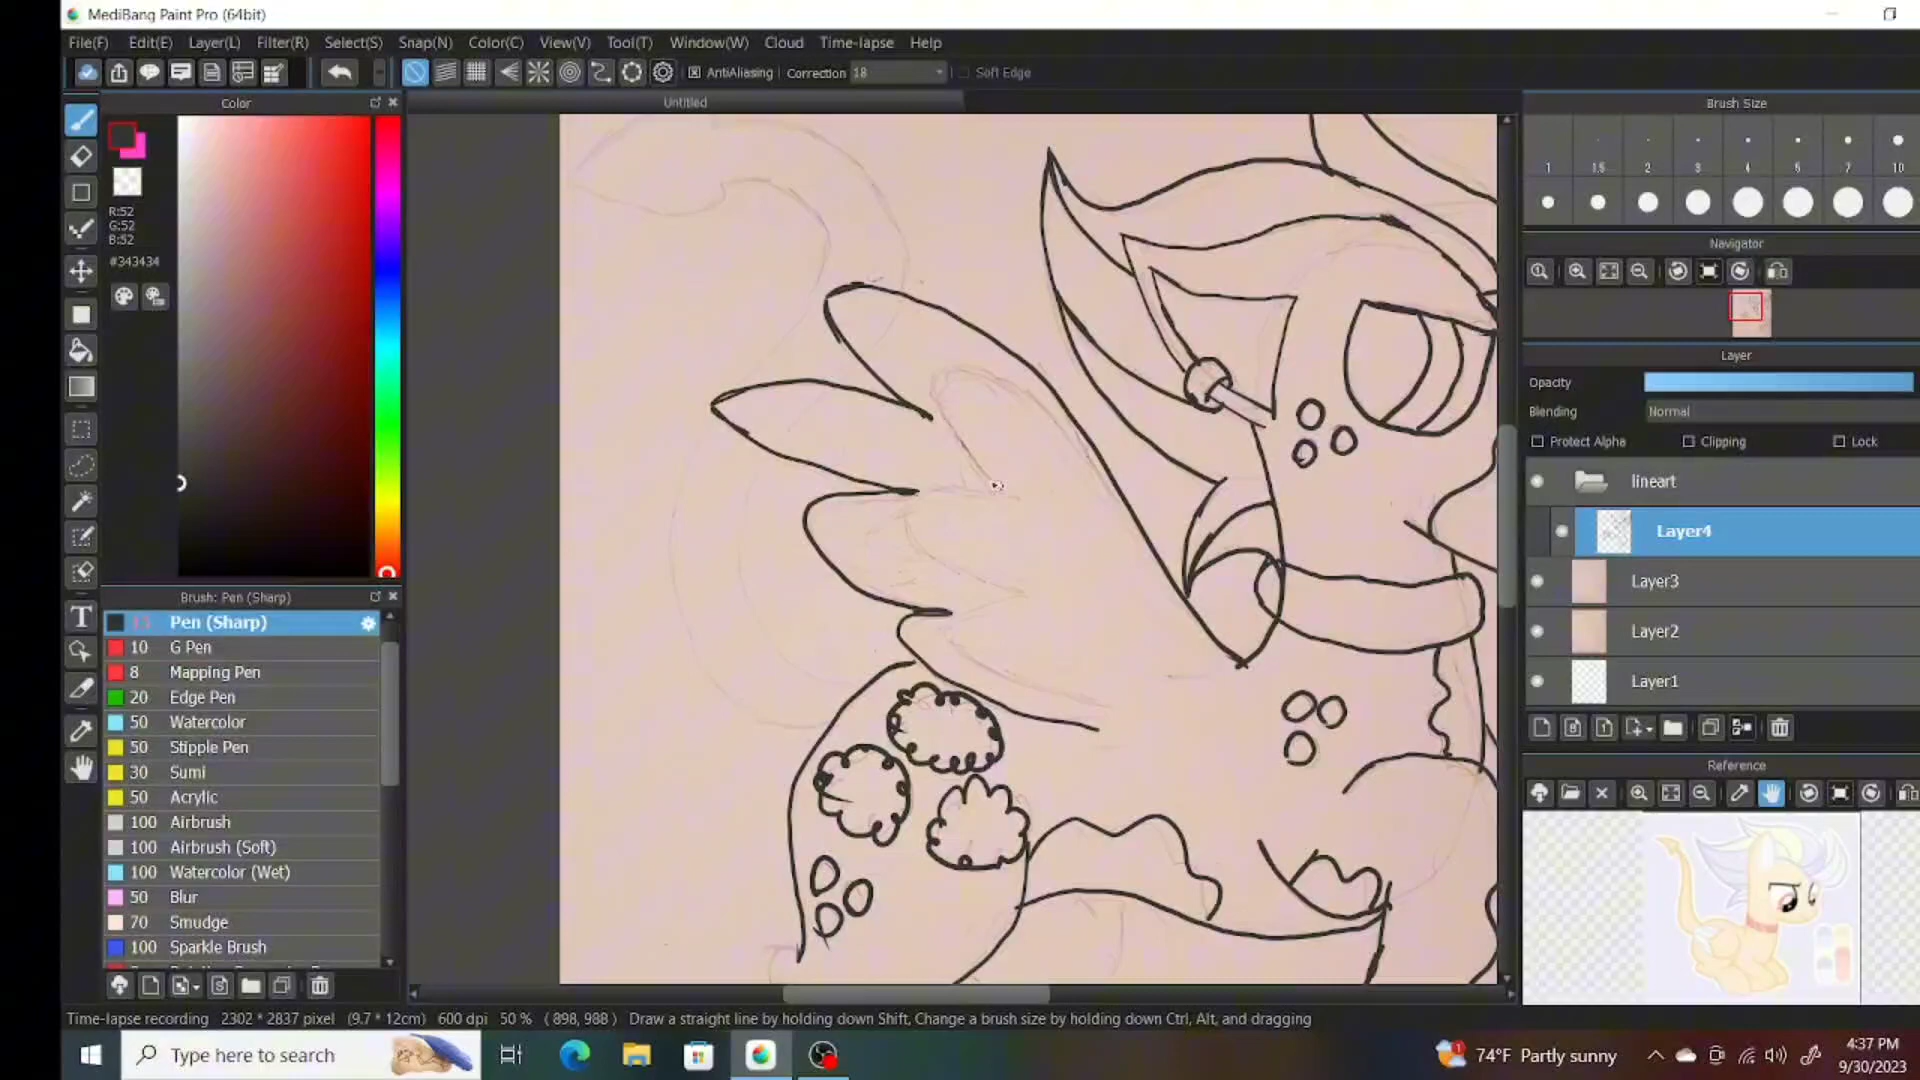 MediBang Paint Pro (64bit)
File(F) Edit(E) Layer(L) Filter(R) Select(S) Snap(N) Color(C) View(V) Tool(T) Window(W) Cloud Time-lapse Help
AntiAliasing Correction 18 Soft Edge
Color
Untitled
R:52
G:52
B:52
#343434
Brush: Pen (Sharp)
Pen (Sharp)
10 G Pen
8 Mapping Pen
20 Edge Pen
50 Watercolor
50 Stipple Pen
30 Sumi
50 Acrylic
100 Airbrush
100 Airbrush (Soft)
100 Watercolor (Wet)
50 Blur
70 Smudge
100 Sparkle Brush
Brush Size
1 1.5 2 3 4 5 7 10
Navigator
Layer
Opacity
Blending Normal
Protect Alpha Clipping Lock
lineart
Layer4
Layer3
Layer2
Layer1
Reference
Time-lapse recording 2302 * 2837 pixel (9.7 * 12cm) 600 dpi 50 % ( 898, 988 ) Draw a straight line by holding down Shift, Change a brush size by holding down Ctrl, Alt, and dragging
Type here to search
74°F Partly sunny
4:37 PM
9/30/2023